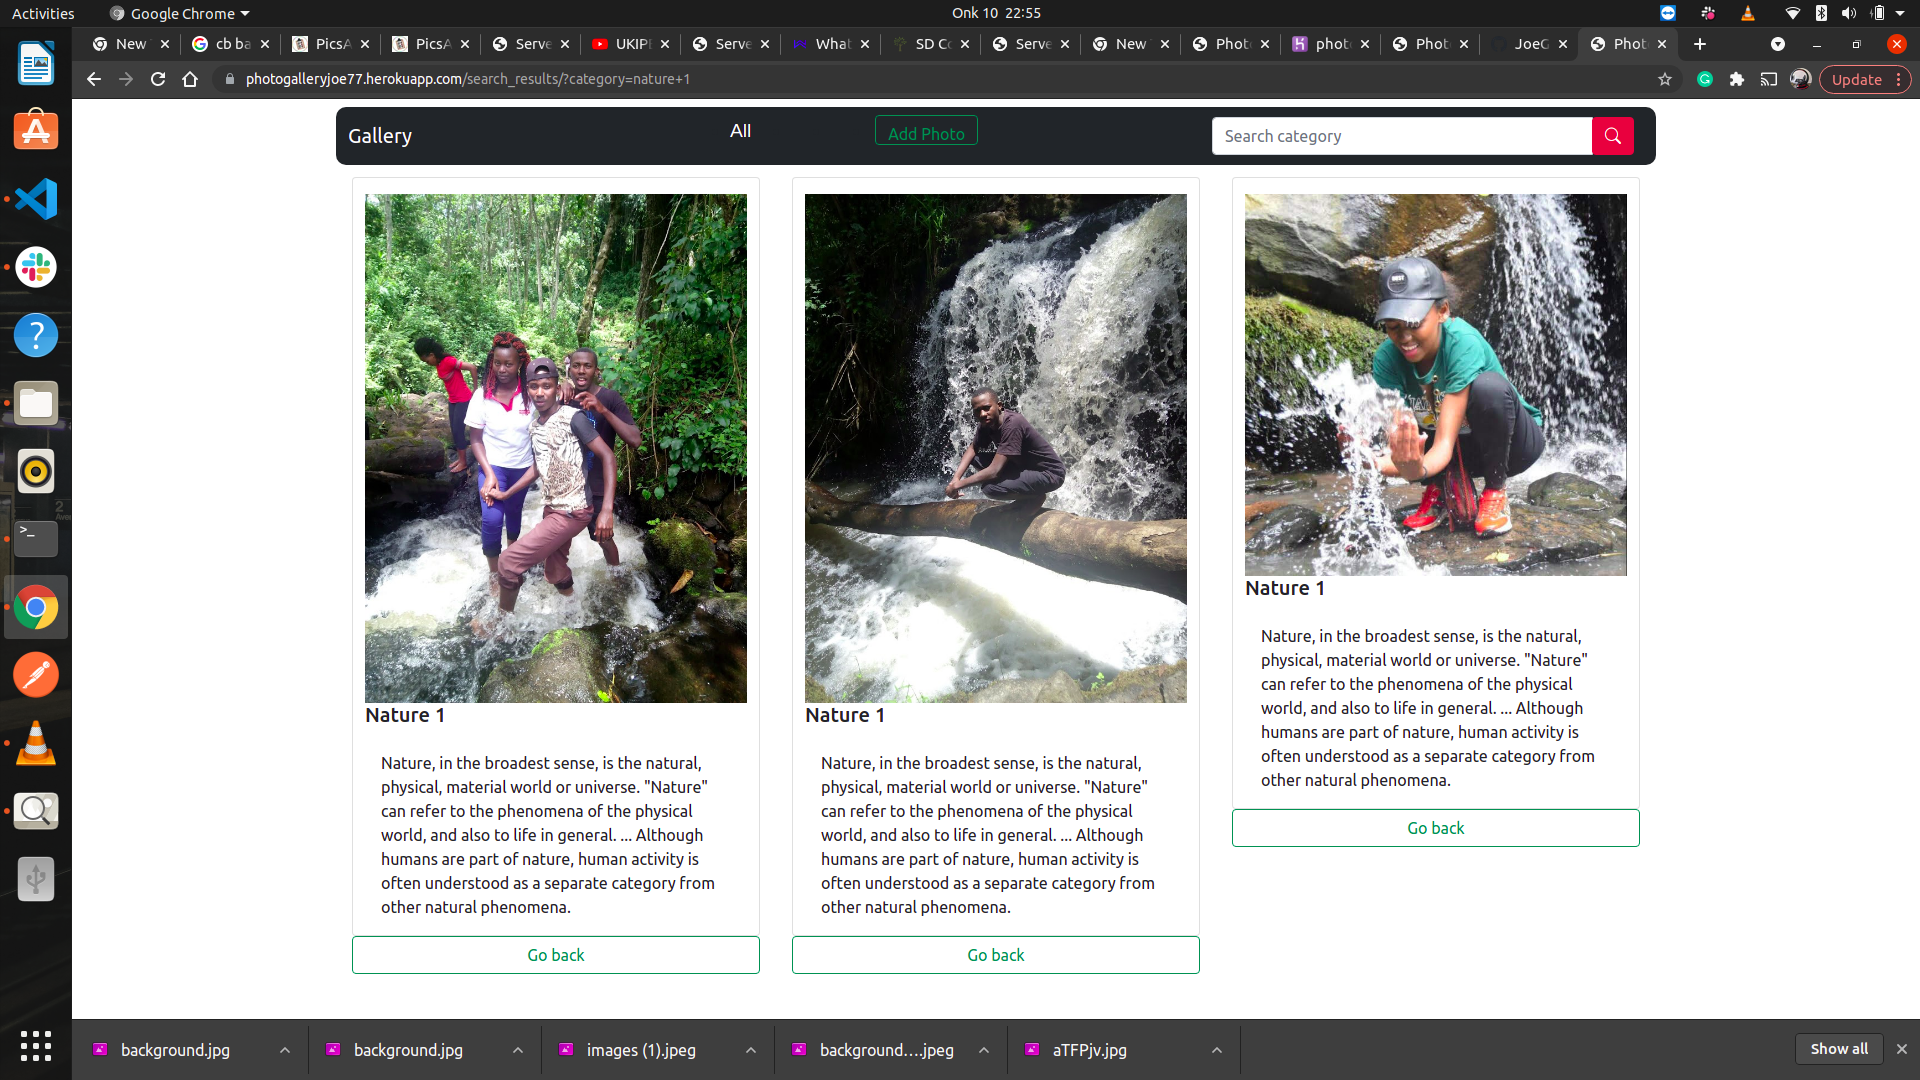 Activities
Google Chrome
Onk 10 22:55
New
cb ba
PicsA
PicsA
Serve
UKIPE
Serve
What
SD Co
Serve
New
Phot
phot
Phot
JoeG
Phot
photogalleryjoe77.herokuapp.com/search_results/?category=nature+1
Update
Gallery
All
Add Photo
Search category
Nature 1
Nature, in the broadest sense, is the natural,
physical, material world or universe. "Nature"
can refer to the phenomena of the physical
world, and also to life in general. ... Although
humans are part of nature, human activity is
often understood as a separate category from
other natural phenomena.
Go back
Nature 1
Nature, in the broadest sense, is the natural,
physical, material world or universe. "Nature"
can refer to the phenomena of the physical
world, and also to life in general. ... Although
humans are part of nature, human activity is
often understood as a separate category from
other natural phenomena.
Go back
Nature 1
Nature, in the broadest sense, is the natural,
physical, material world or universe. "Nature"
can refer to the phenomena of the physical
world, and also to life in general. ... Although
humans are part of nature, human activity is
often understood as a separate category from
other natural phenomena.
Go back
background.jpg
background.jpg
images (1).jpeg
background....jpeg
aTFPjv.jpg
Show all